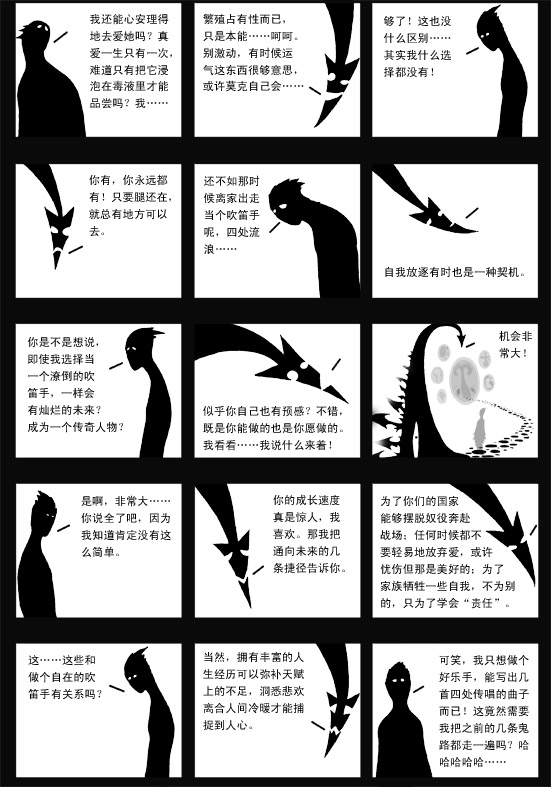 我还能心安理得
地去爱她吗？真
爱一生只有一次，
难道只有把它浸
泡在毒液里才能
品尝吗？我……
繁殖占有性而已，
只是本能……呵呵。
别激动，有时候运
气这东西很够意思，
或许莫克自己会……
够了！这也没
什么区别……
其实我什么选
择都没有！
你有，你永远都
有！只要腿还在，
就总有地方可以
去。
还不如那时
候离家出走
当个吹笛手
呢，四处流
浪……
自我放逐有时也是一种契机。
你是不是想说，
即使我选择当
一个潦倒的吹
笛手，一样会
有灿烂的未来？
成为一个传奇人物？
似乎你自己也有预感？不错，
既是你能做的也是你愿做的。
我看看……我说什么来着！
机会非
常大！
是啊，非常大……
你说全了吧，因为
我知道肯定没有这
么简单。
你的成长速度
真是惊人，我
喜欢。那我把
通向未来的几
条捷径告诉你。
为了你们的国家
能够摆脱奴役奔赴
战场；任何时候都不
要轻易地放弃爱，或许
忧伤但那是美好的；为了
家族牺牲一些自我，不为别
的，只为了学会“责任”。
这……这些和
做个自在的吹
笛手有关系吗？
当然，拥有丰富的人
生经历可以弥补天赋
上的不足，洞悉悲欢
离合人间冷暖才能捕
捉到人心。
可笑，我只想做个
好乐手，能写出几
首四处传唱的曲子
而已！这竟然需要
我把之前的几条鬼
路都走一遍吗？哈
哈哈哈哈……